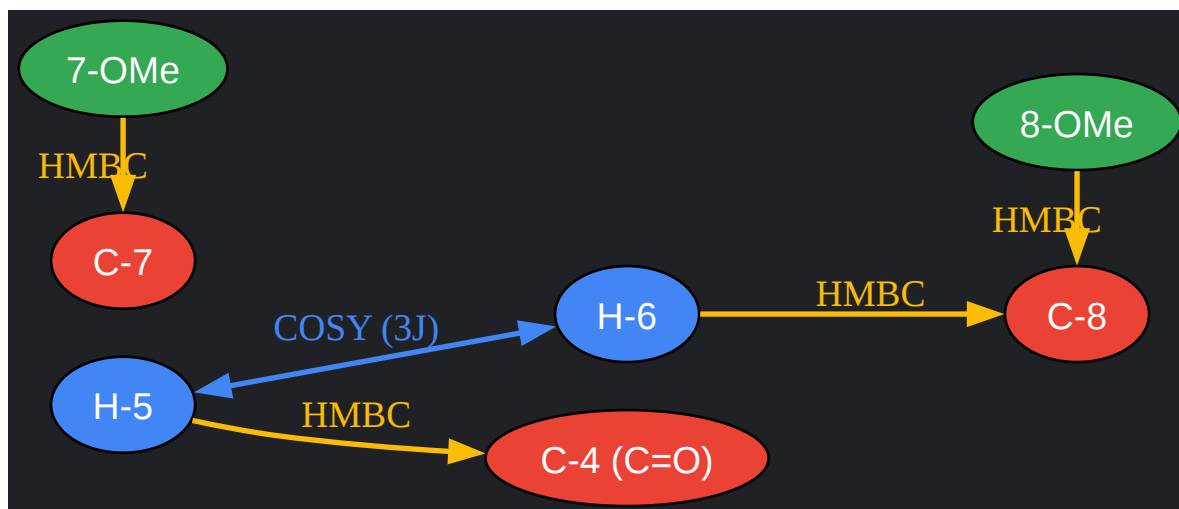 7-OMe
8-OMe
HMBC
HMBC
C-7
HMBC
H-6
C-8
COSY (3J)
H-5
HMBC
C-4 (C=O)